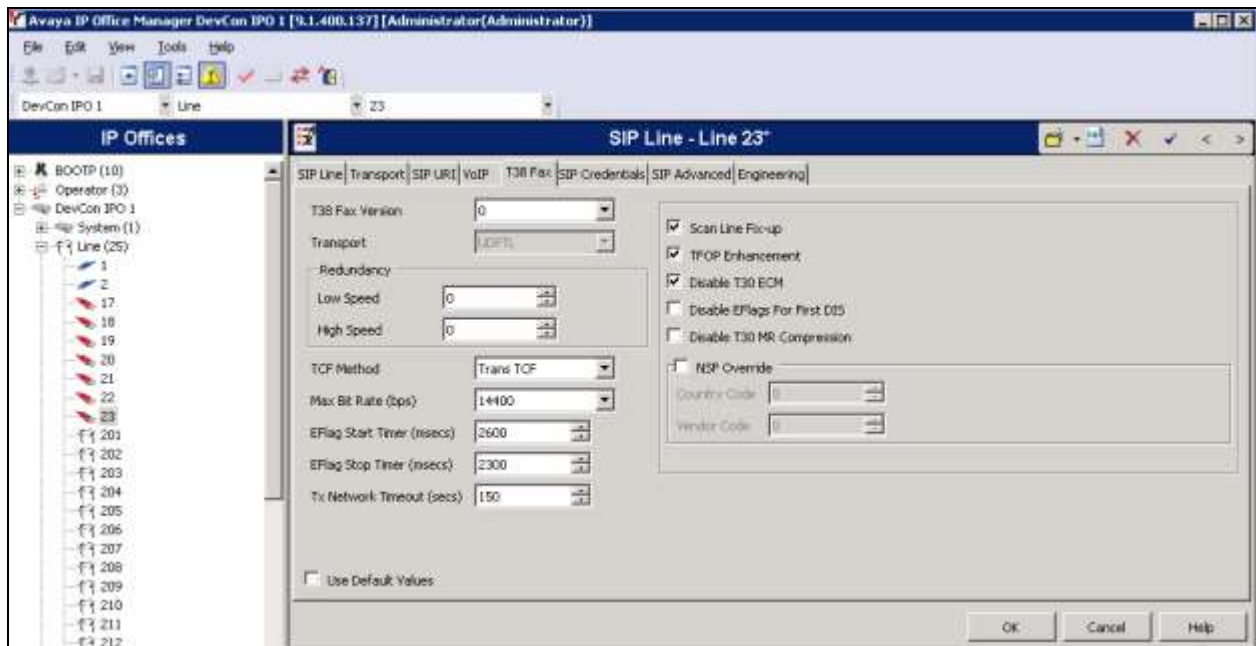 Avaya IP Office Manager DevCon IPO 1 [9.1.400.137] [Administrator(Administrator)]
File Edit View Tools Help
DevCon IPO 1 Line 23
IP Offices
BOOTP (10)
Operator (3)
DevCon IPO 1
System (1)
Line (25)
1
2
17
18
19
20
21
22
23
201
202
203
204
205
206
207
208
209
210
211
212
SIP Line - Line 23*
SIP Line Transport SIP URI VoIP T38 Fax SIP Credentials SIP Advanced Engineering
T38 Fax Version 0
Transport UDPTL
Redundancy
Low Speed 0
High Speed 0
TCF Method Trans TCF
Max Bit Rate (bps) 14400
EFlag Start Timer (msecs) 2600
EFlag Stop Timer (msecs) 2300
Tx Network Timeout (secs) 150
Use Default Values
Scan Line Fix-up
TFOP Enhancement
Disable T30 ECM
Disable EFlags For First DIS
Disable T30 MR Compression
NSF Override
Country Code 0
Vendor Code 0
OK Cancel Help